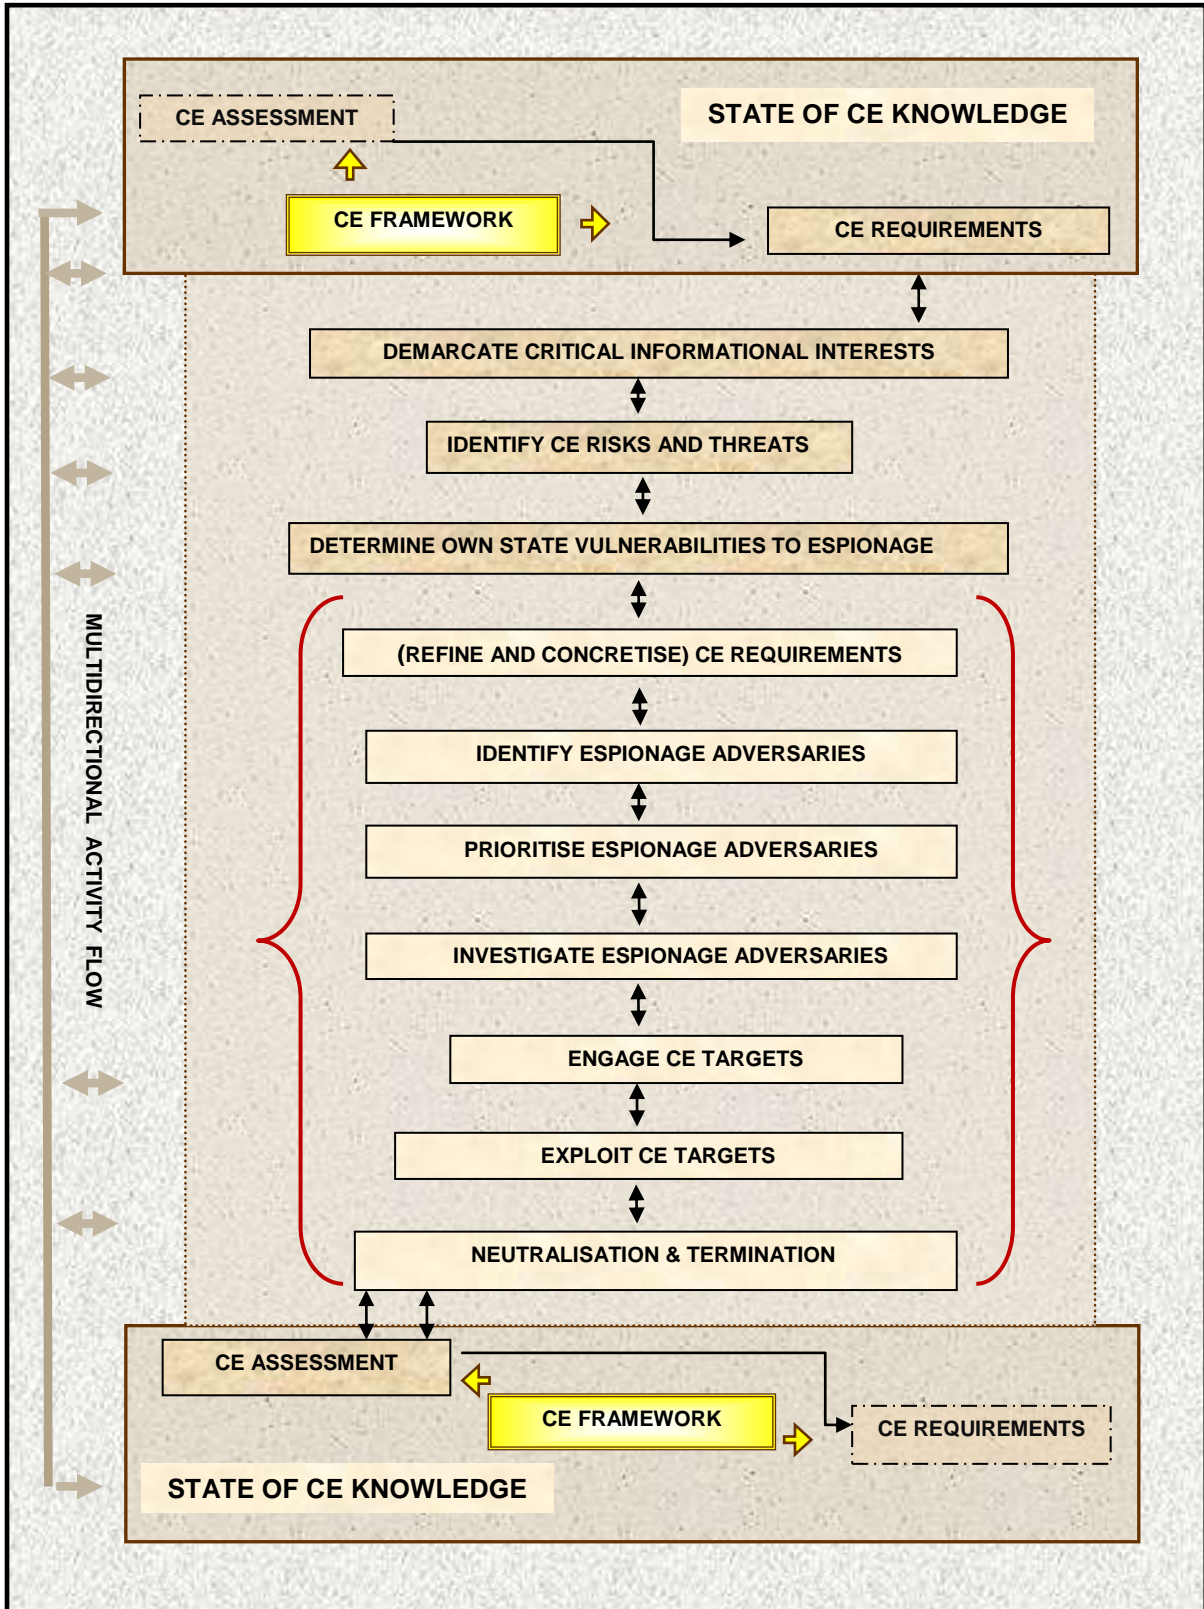 CE ASSESSMENT
STATE OF CE KNOWLEDGE
CE FRAMEWORK
CE REQUIREMENTS
DEMARCATE CRITICAL INFORMATIONAL INTERESTS
IDENTIFY CE RISKS AND THREATS
DETERMINE OWN STATE VULNERABILITIES TO ESPIONAGE
MULTIDIRECTIONAL ACTIVITY FLOW
(REFINE AND CONCRETISE) CE REQUIREMENTS
IDENTIFY ESPIONAGE ADVERSARIES
PRIORITISE ESPIONAGE ADVERSARIES
INVESTIGATE ESPIONAGE ADVERSARIES
ENGAGE CE TARGETS
EXPLOIT CE TARGETS
NEUTRALISATION & TERMINATION
CE ASSESSMENT
CE FRAMEWORK
CE REQUIREMENTS
STATE OF CE KNOWLEDGE